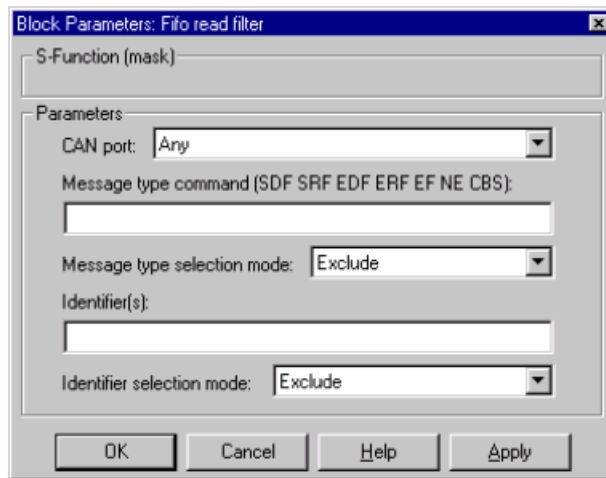 Block Parameters: Fifo read filter
S-Function (mask)
Parameters
CAN port: Any
Message type command (SDF SRF EDF ERF EF NE CBS):
Message type selection mode: Exclude
Identifier(s):
Identifier selection mode: Exclude
OK Cancel Help Apply